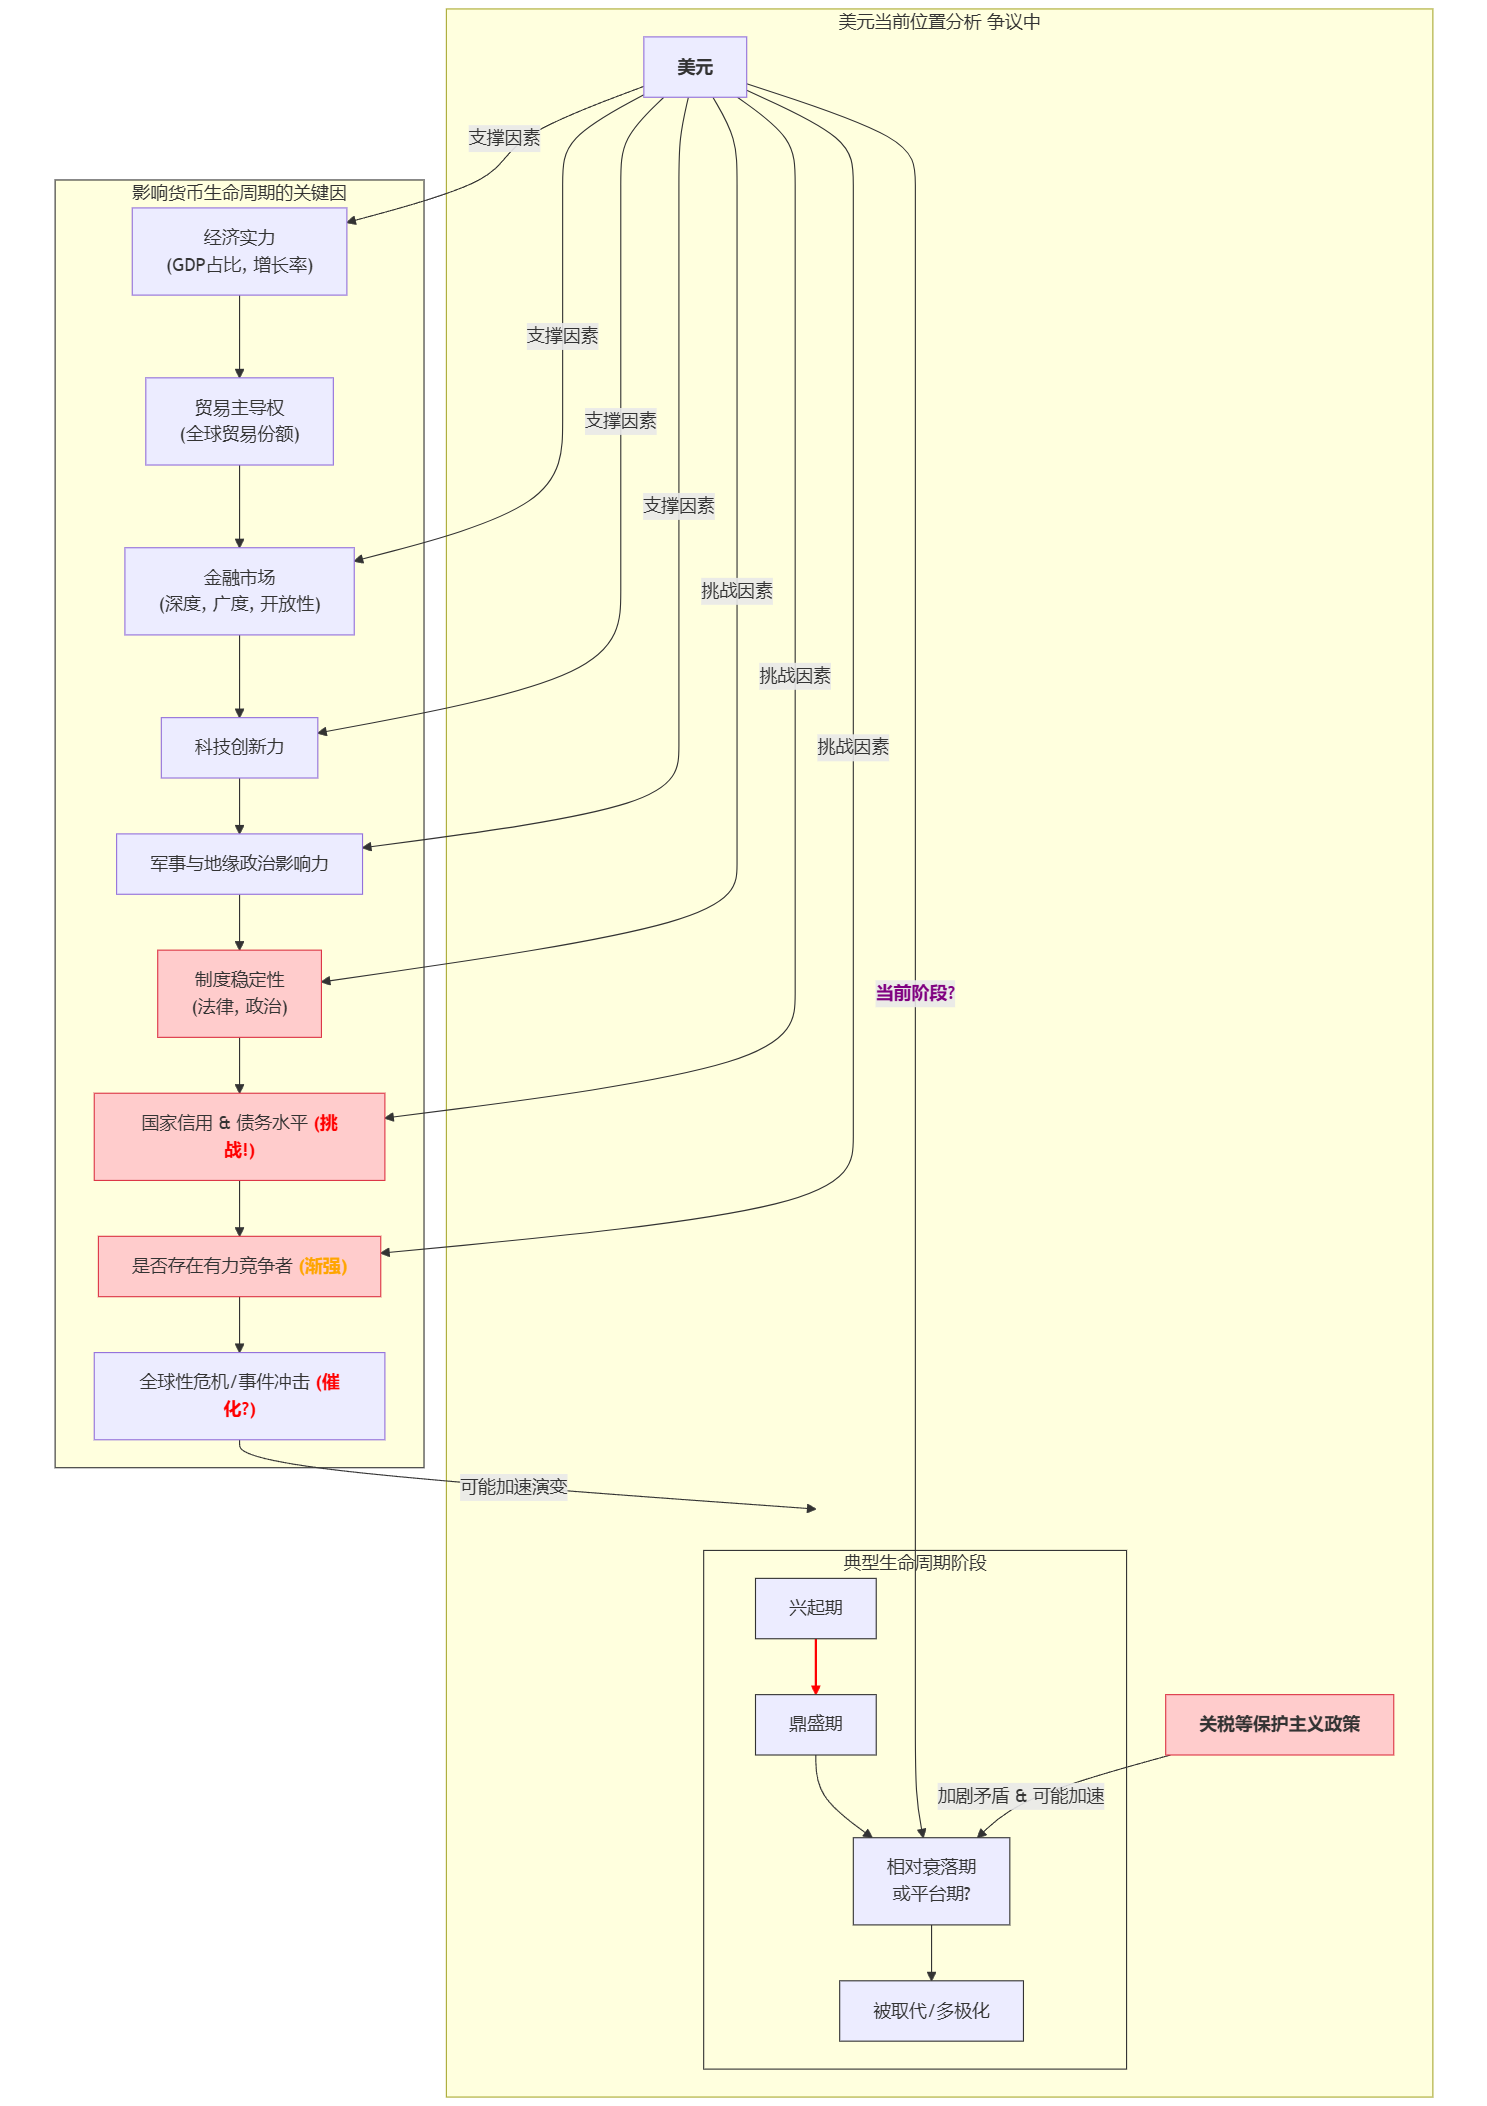 美元当前位置分析 争议中
美元
支撑因素
影响货币生命周期的关键因
经济实力
(GDP占比, 增长率)
支撑因素
贸易主导权
(全球贸易份额)
支撑因素
支撑因素
金融市场
(深度, 广度, 开放性)
挑战因素
挑战因素
科技创新力
挑战因素
军事与地缘政治影响力
制度稳定性
(法律, 政治)
当前阶段?
国家信用 & 债务水平 (挑
战!)
是否存在有力竞争者 (渐强)
全球性危机/事件冲击 (催
化?)
可能加速演变
典型生命周期阶段
兴起期
鼎盛期
关税等保护主义政策
加剧矛盾 & 可能加速
相对衰落期
或平台期?
被取代/多极化